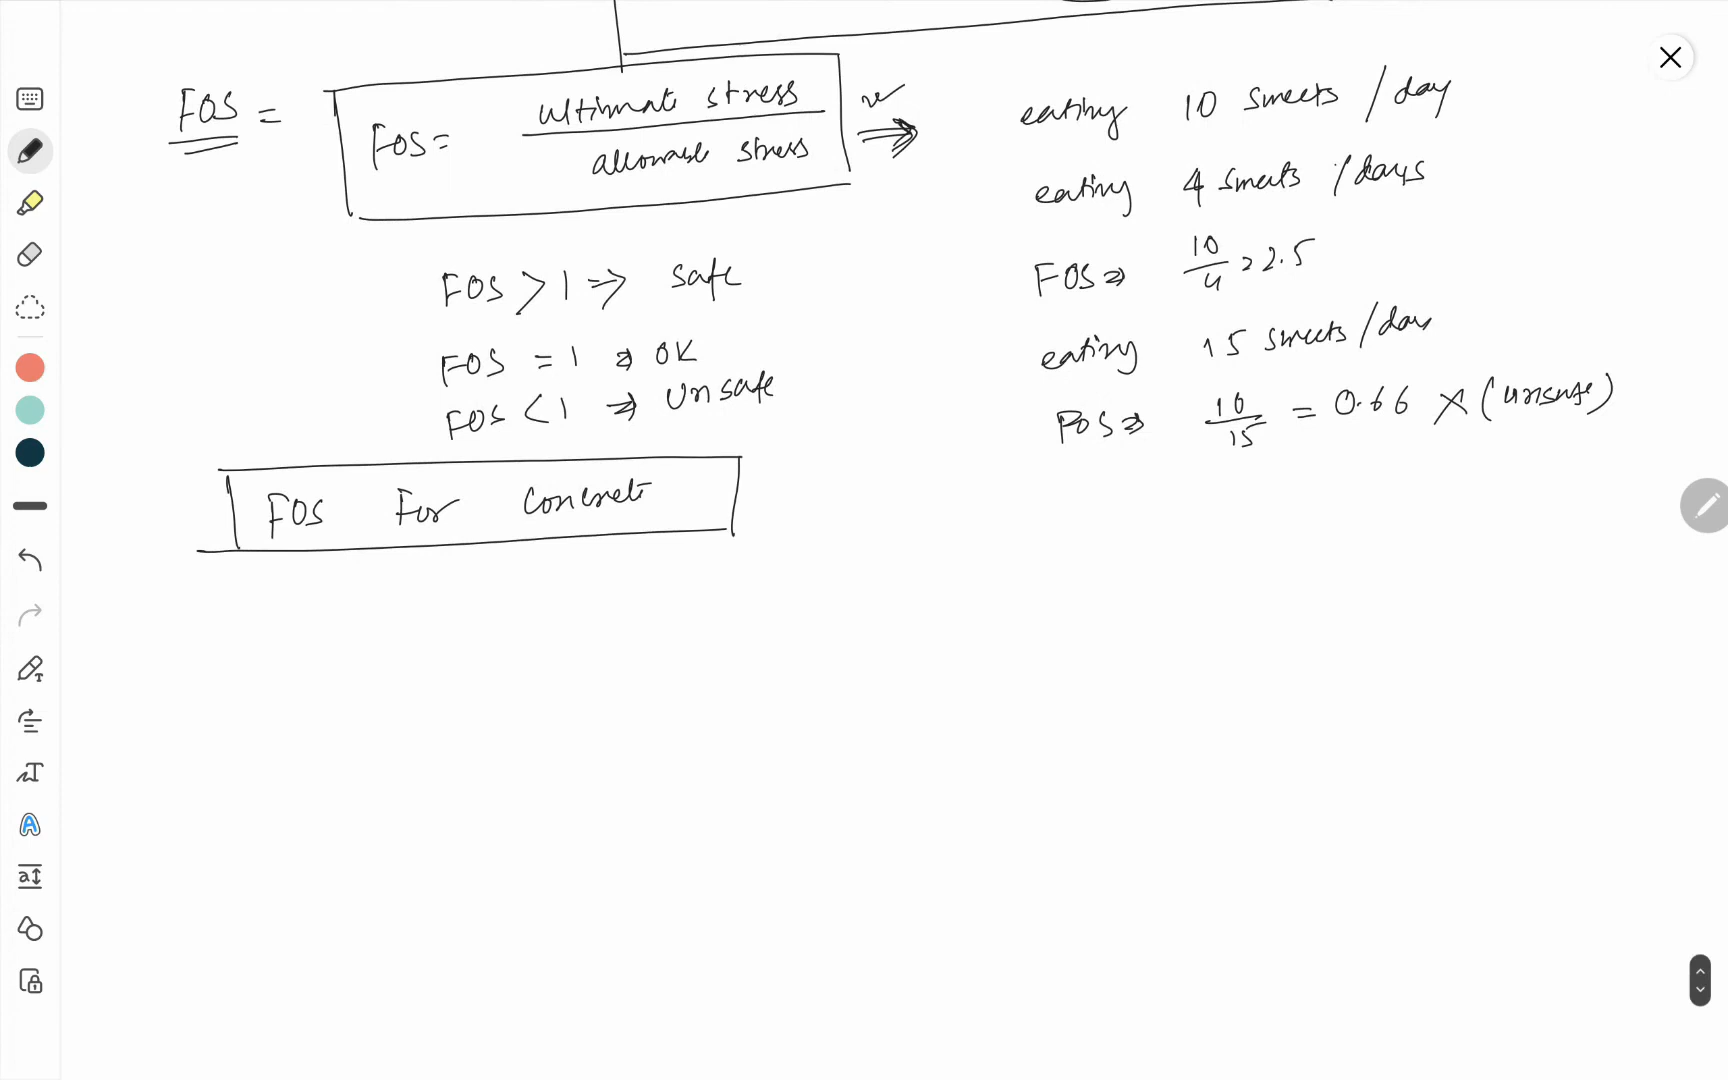 FOS =
FOS = ultimat stress / allowable stress
FOS > 1 ⇒ safe
FOS = 1 ⇒ OK
FOS < 1 ⇒ Unsafe
FOS For Concrete
eating 10 sweets / day
eating 4 sweets / days
FOS ⇒ 10/4 = 2.5
eating 15 sweets / day
FOS ⇒ 10/15 = 0.66 × (unsafe)